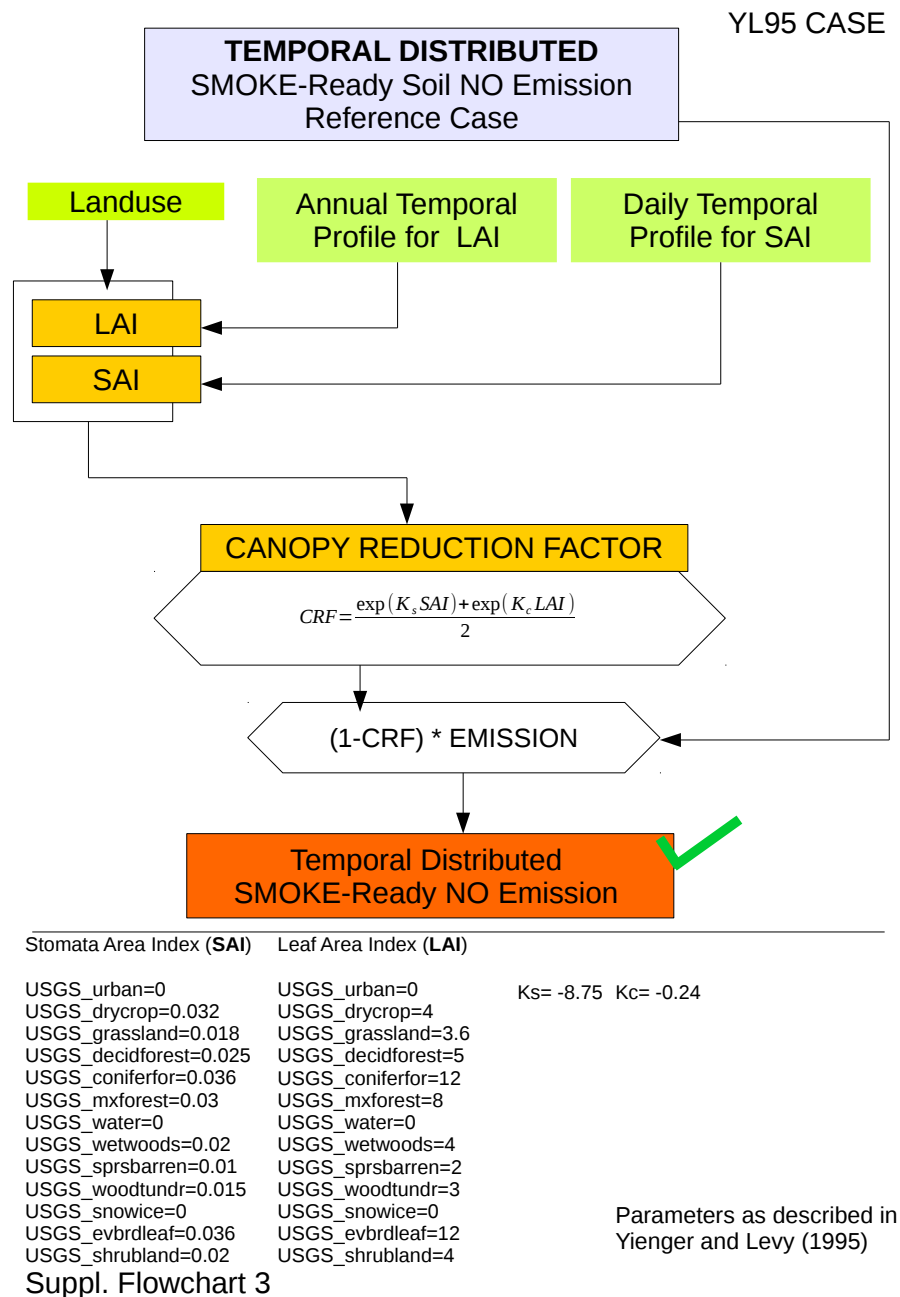 YL95 CASE
TEMPORAL DISTRIBUTED
SMOKE-Ready Soil NO Emission
Reference Case
Landuse
Annual Temporal
Profile for LAI
Daily Temporal
Profile for SAI
LAI
SAI
CANOPY REDUCTION FACTOR
CRF=exp(K_s SAI)+exp(K_c LAI)/2
(1-CRF) * EMISSION
Temporal Distributed
SMOKE-Ready NO Emission
Stomata Area Index (SAI)
USGS_urban=0
USGS_drycrop=0.032
USGS_grassland=0.018
USGS_decidforest=0.025
USGS_coniferfor=0.036
USGS_mxforest=0.03
USGS_water=0
USGS_wetwoods=0.02
USGS_sprsbarren=0.01
USGS_woodtundr=0.015
USGS_snowice=0
USGS_evbrdleaf=0.036
USGS_shrubland=0.02
Leaf Area Index (LAI)
USGS_urban=0
USGS_drycrop=4
USGS_grassland=3.6
USGS_decidforest=5
USGS_coniferfor=12
USGS_mxforest=8
USGS_water=0
USGS_wetwoods=4
USGS_sprsbarren=2
USGS_woodtundr=3
USGS_snowice=0
USGS_evbrdleaf=12
USGS_shrubland=4
Ks= -8.75 Kc= -0.24
Parameters as described in
Yienger and Levy (1995)
Suppl. Flowchart 3